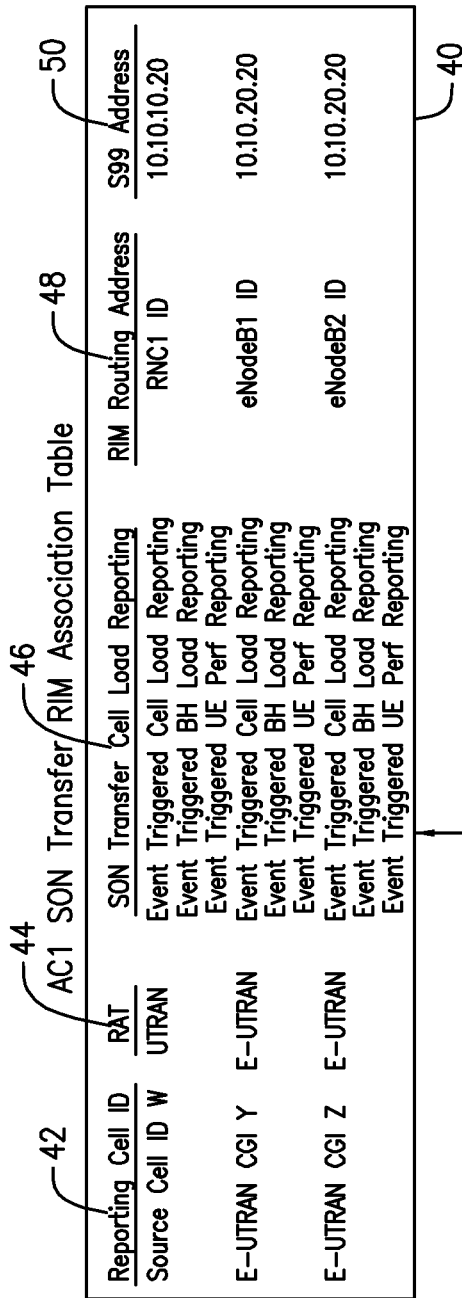 AC1 SON Transfer RIM Association Table
42 44 46 48 50
Reporting Cell ID RAT SON Transfer Cell Load Reporting RIM Routing Address S99 Address
Source Cell ID W UTRAN Event Triggered Cell Load Reporting RNC1 ID 10.10.10.20
Event Triggered BH Load Reporting
Event Triggered UE Perf Reporting
E-UTRAN CGI Y E-UTRAN Event Triggered Cell Load Reporting eNodeB1 ID 10.10.20.20
Event Triggered BH Load Reporting
Event Triggered UE Perf Reporting
E-UTRAN CGI Z E-UTRAN Event Triggered Cell Load Reporting eNodeB2 ID 10.10.20.20
Event Triggered BH Load Reporting
Event Triggered UE Perf Reporting
40